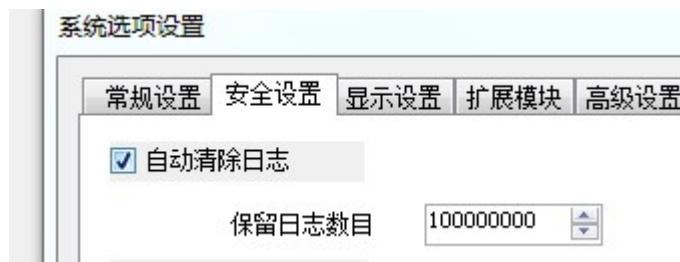 系统选项设置
常规设置 安全设置 显示设置 扩展模块 高级设置
自动清除日志
保留日志数目 100000000